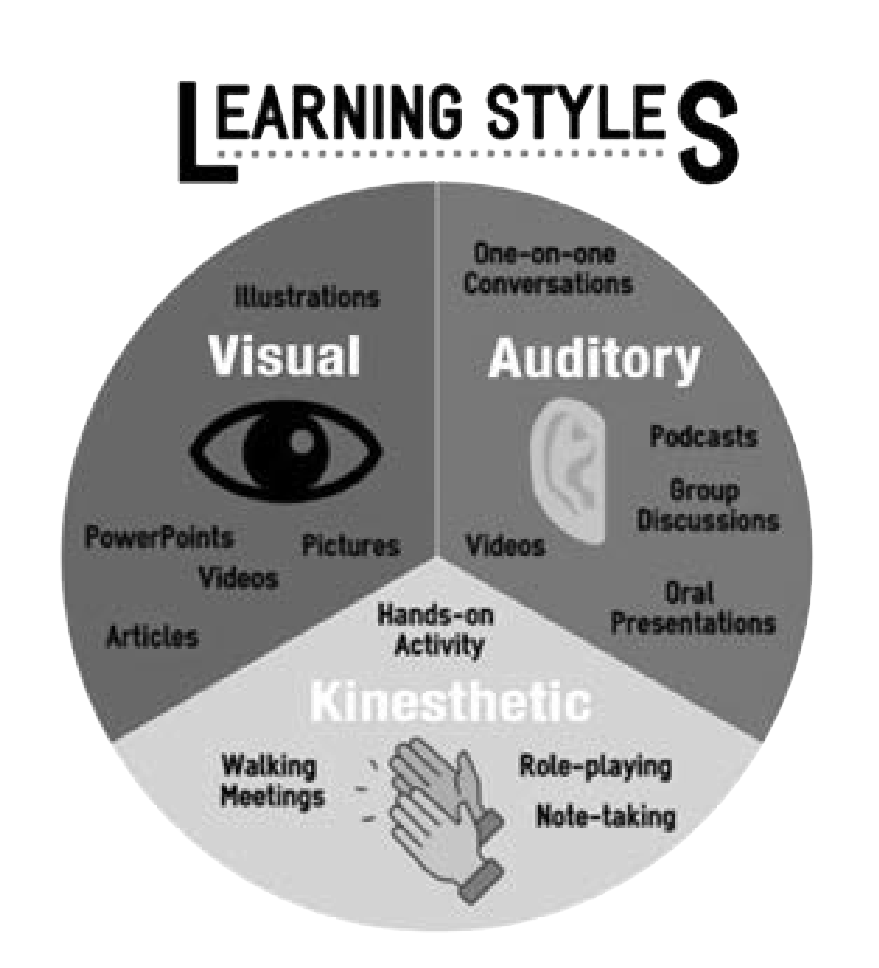 LEARNING STYLES
Illustrations
Visual
PowerPoints
Pictures
Videos
Articles
One-on-one
Conversations
Auditory
Podcasts
Group
Discussions
Videos
Oral
Presentations
Hands-on
Activity
Kinesthetic
Walking
Meetings
Role-playing
Note-taking